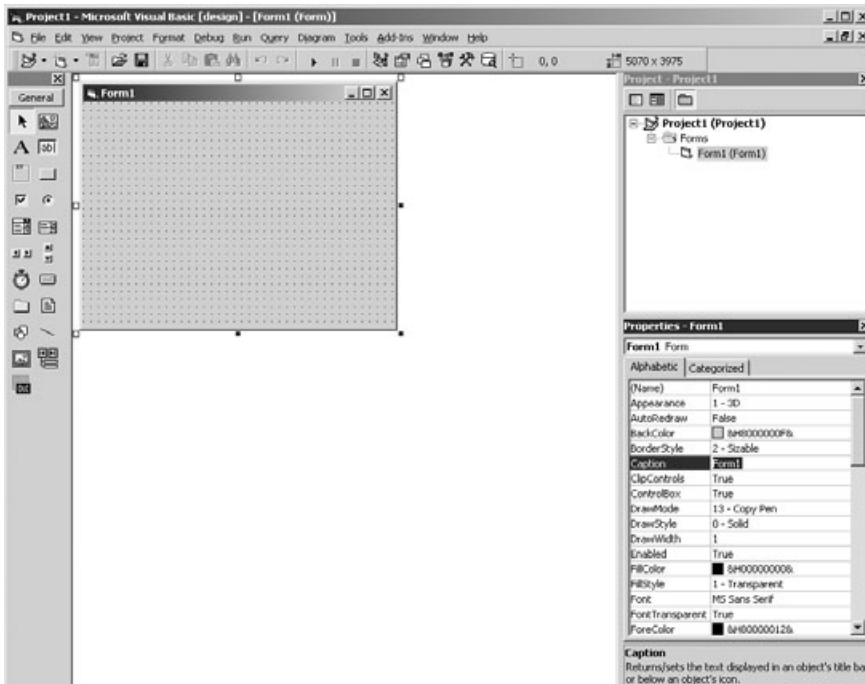 Project1 - Microsoft Visual Basic [design] - [Form1 (Form)]
File Edit View Project Format Debug Run Query Diagram Tools Add-Ins Window Help
0,0 5070 x 3975
General
A ab
Form1
Project - Project1
Project1 (Project1)
Forms
Form1 (Form1)
Properties - Form1
Form1 Form
Alphabetic Categorized
(Name) Form1
Appearance 1 - 3D
AutoRedraw False
BackColor &H8000000F&
BorderStyle 2 - Sizable
Caption Form1
ClipControls True
ControlBox True
DrawMode 13 - Copy Pen
DrawStyle 0 - Solid
DrawWidth 1
Enabled True
FillColor &H00000000&
FillStyle 1 - Transparent
Font MS Sans Serif
FontTransparent True
ForeColor &H80000012&
Caption
Returns/sets the text displayed in an object's title ba
or below an object's icon.